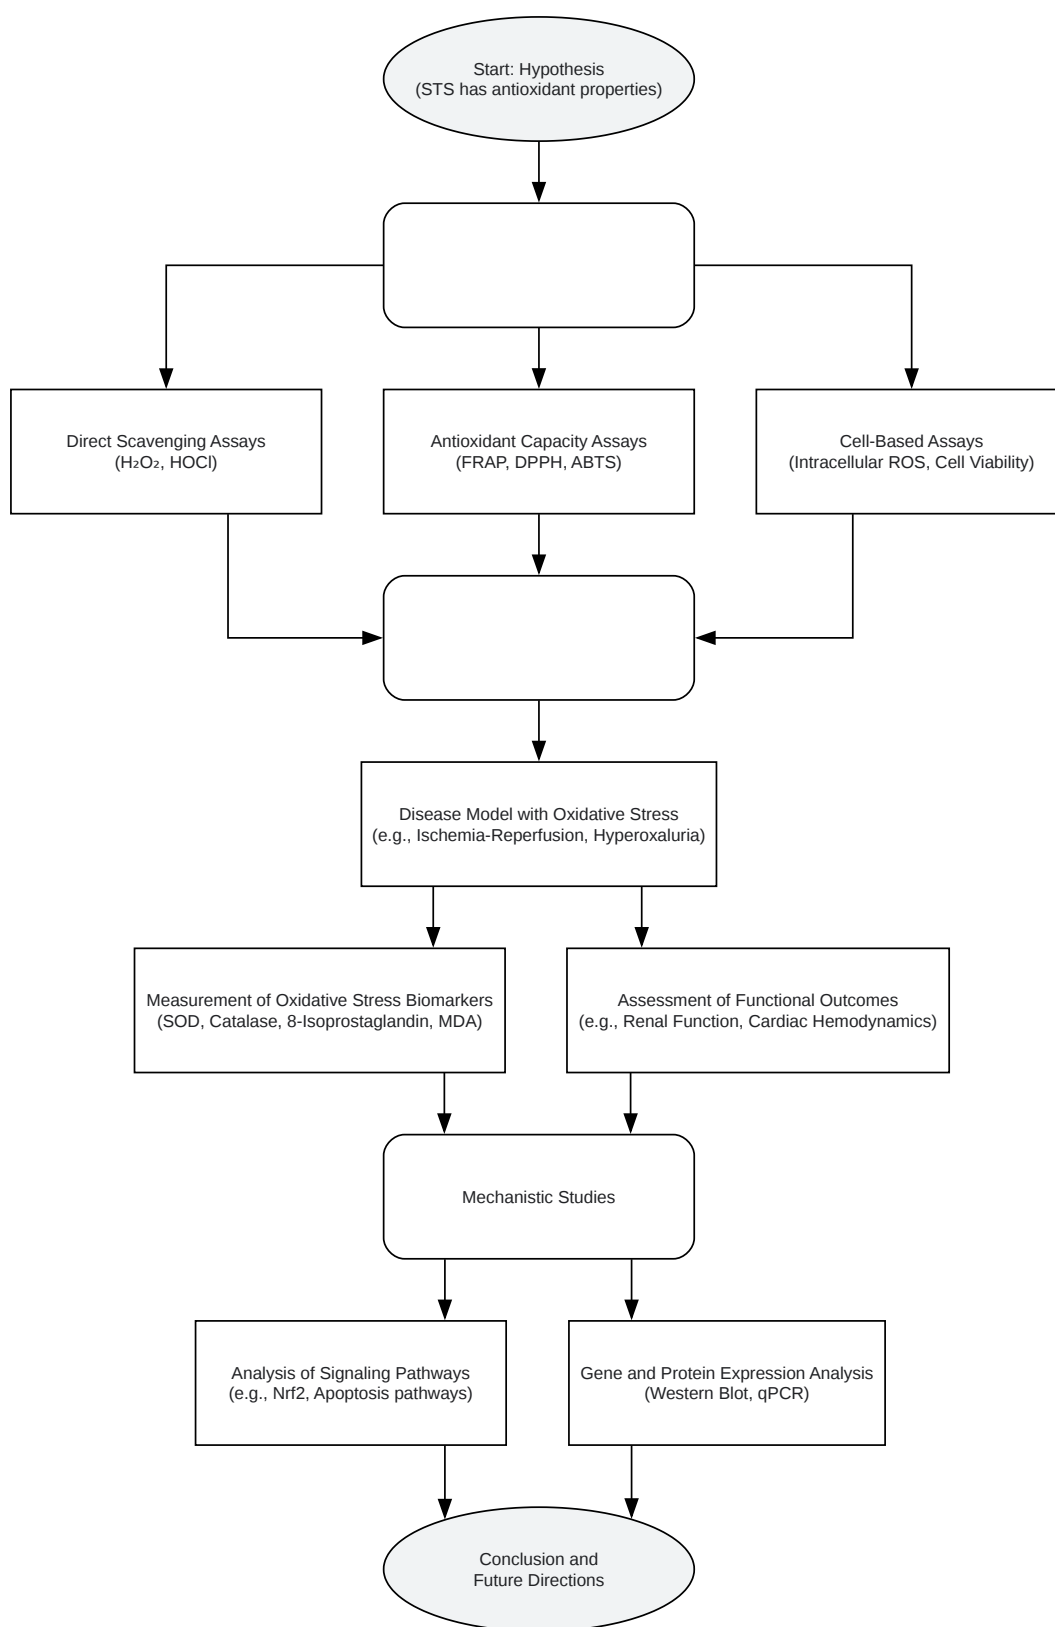 Start: Hypothesis
(STS has antioxidant properties)
Direct Scavenging Assays
(H₂O₂, HOCl)
Antioxidant Capacity Assays
(FRAP, DPPH, ABTS)
Cell-Based Assays
(Intracellular ROS, Cell Viability)
Disease Model with Oxidative Stress
(e.g., Ischemia-Reperfusion, Hyperoxaluria)
Measurement of Oxidative Stress Biomarkers
(SOD, Catalase, 8-Isoprostaglandin, MDA)
Assessment of Functional Outcomes
(e.g., Renal Function, Cardiac Hemodynamics)
Mechanistic Studies
Analysis of Signaling Pathways
(e.g., Nrf2, Apoptosis pathways)
Gene and Protein Expression Analysis
(Western Blot, qPCR)
Conclusion and
Future Directions